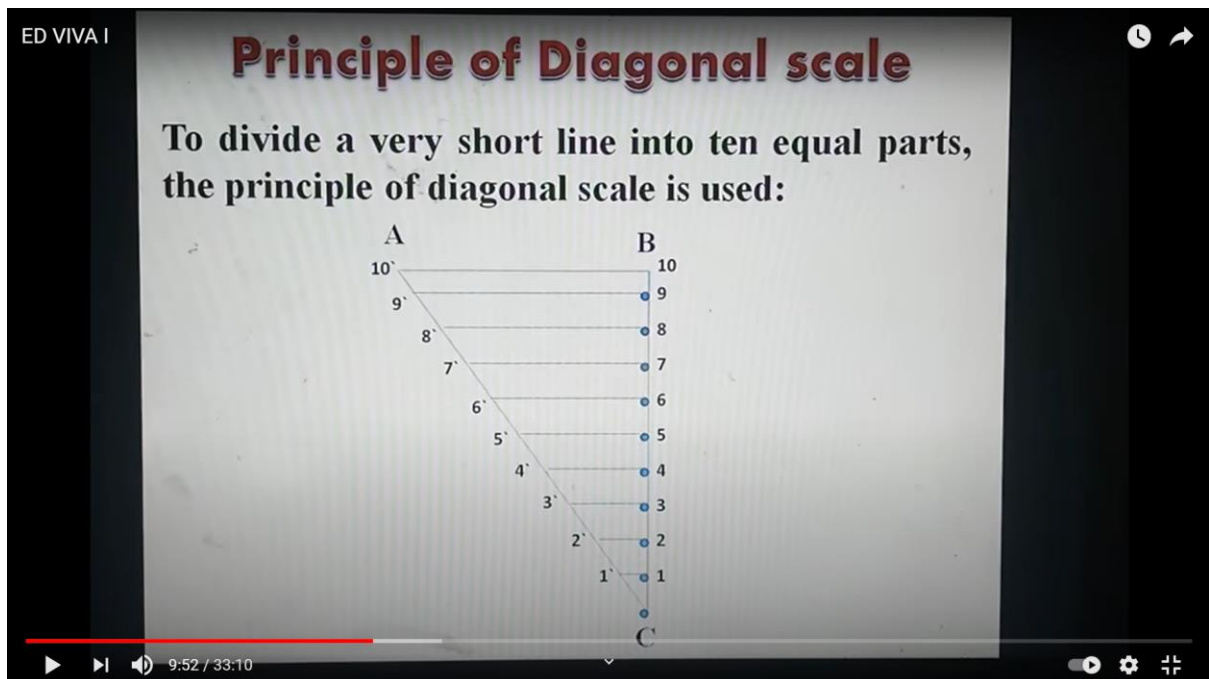 ED VIVA I
Principle of Diagonal scale
To divide a very short line into ten equal parts,
the principle of diagonal scale is used:
A B
10` 10
9` 9
8` 8
7` 7
6` 6
5` 5
4` 4
3` 3
2` 2
1` 1
C
9:52 / 33:10